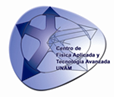 Centro de
Física Aplicada y
Tecnología Avanzada
UNAM